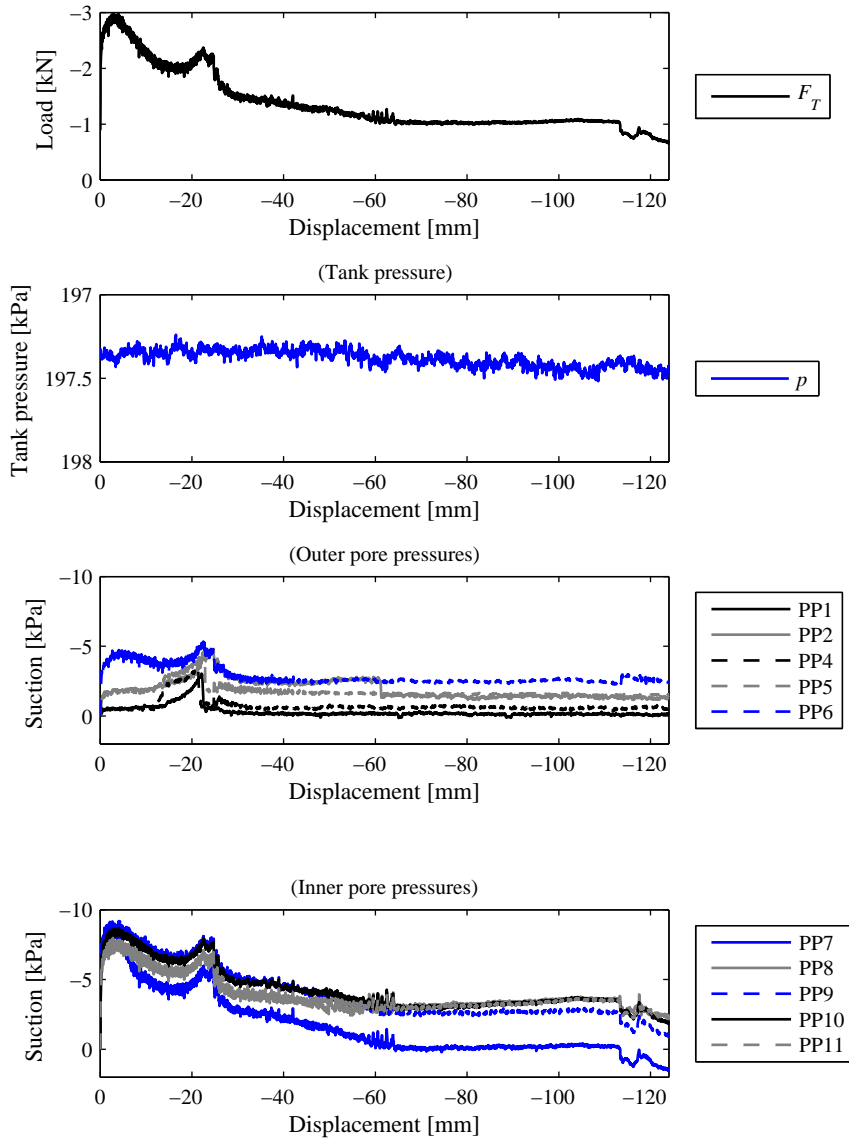 −3
−2
−1
0
Load [kN]
0 −20 −40 −60 −80 −100 −120
Displacement [mm]
F_T
(Tank pressure)
197
197.5
198
Tank pressure [kPa]
0 −20 −40 −60 −80 −100 −120
Displacement [mm]
p
(Outer pore pressures)
−10
−5
0
Suction [kPa]
0 −20 −40 −60 −80 −100 −120
Displacement [mm]
PP1
PP2
PP4
PP5
PP6
(Inner pore pressures)
−10
−5
0
Suction [kPa]
0 −20 −40 −60 −80 −100 −120
Displacement [mm]
PP7
PP8
PP9
PP10
PP11